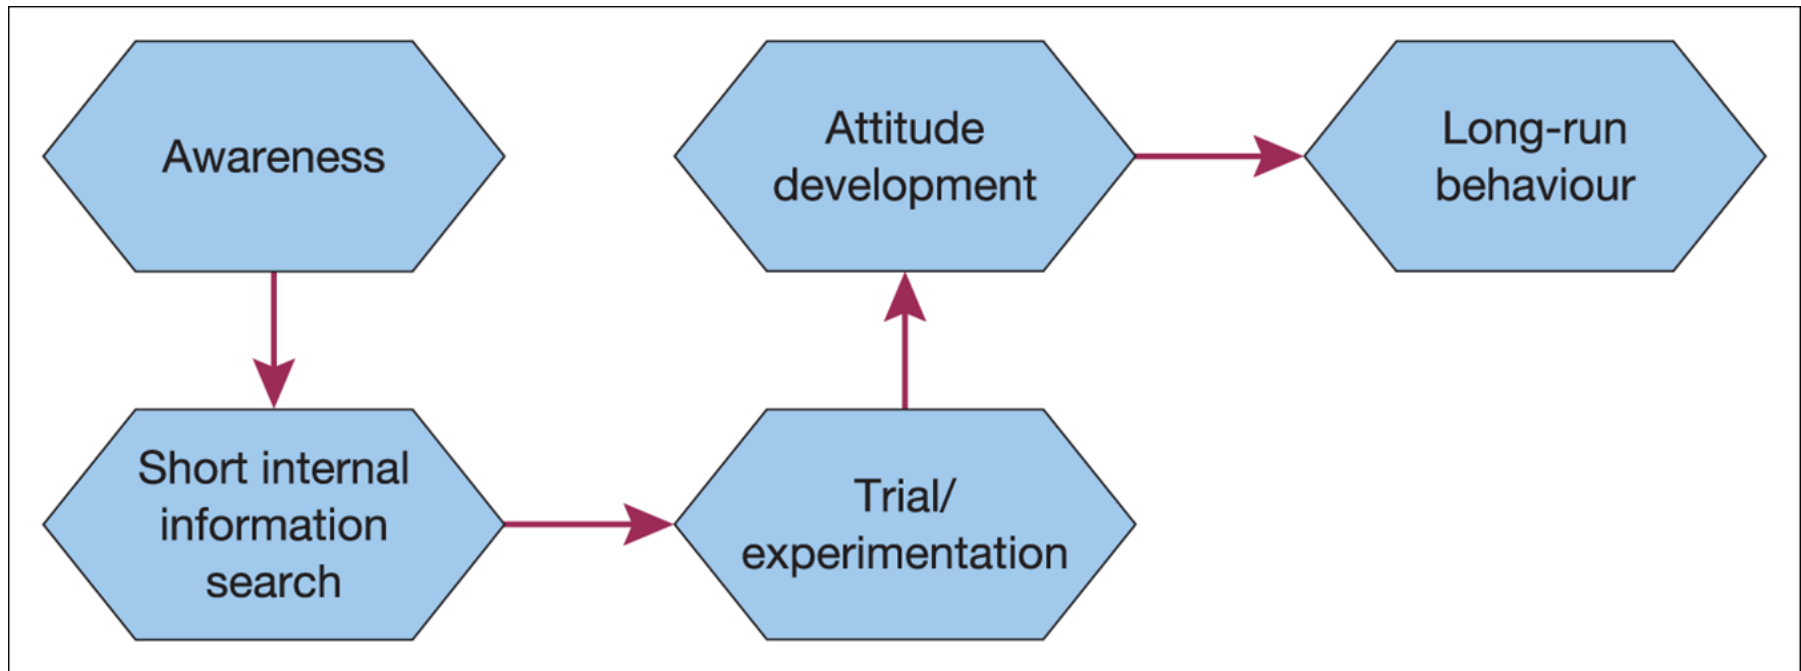 Awareness
Short internal
information
search
Trial/
experimentation
Attitude
development
Long-run
behaviour